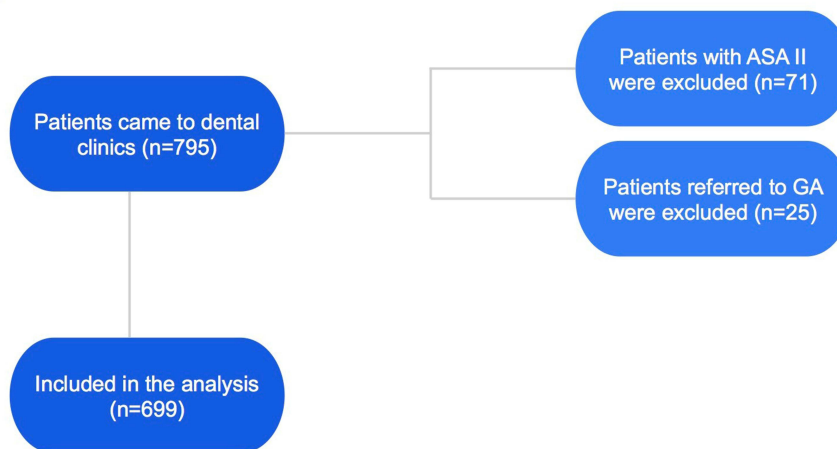 Patients with ASA II
were excluded (n=71)
Patients came to dental
clinics (n=795)
Patients referred to GA
were excluded (n=25)
Included in the analysis
(n=699)